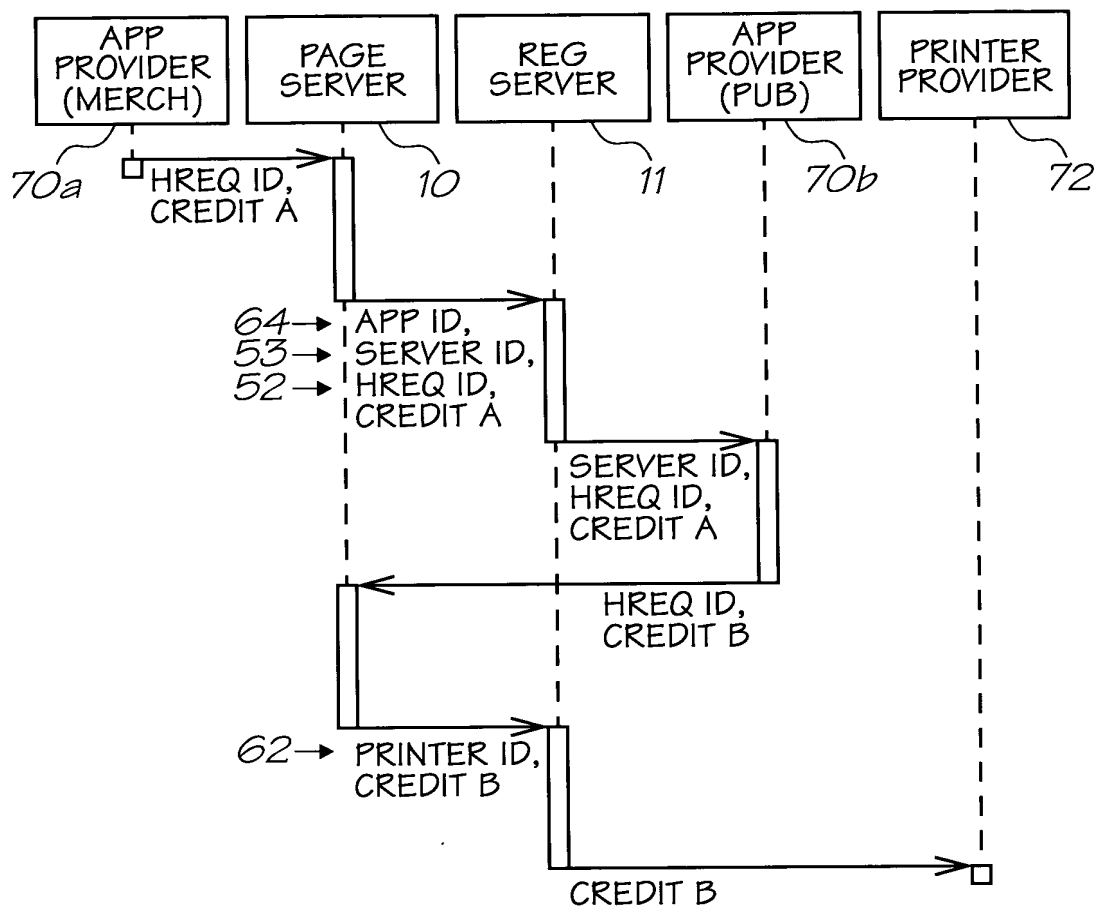 APP
PROVIDER
(MERCH)
PAGE
SERVER
REG
SERVER
APP
PROVIDER
(PUB)
PRINTER
PROVIDER
70a
10
11
70b
72
HREQ ID,
CREDIT A
64
APP ID,
53
SERVER ID,
52
HREQ ID,
CREDIT A
SERVER ID,
HREQ ID,
CREDIT A
HREQ ID,
CREDIT B
62
PRINTER ID,
CREDIT B
CREDIT B